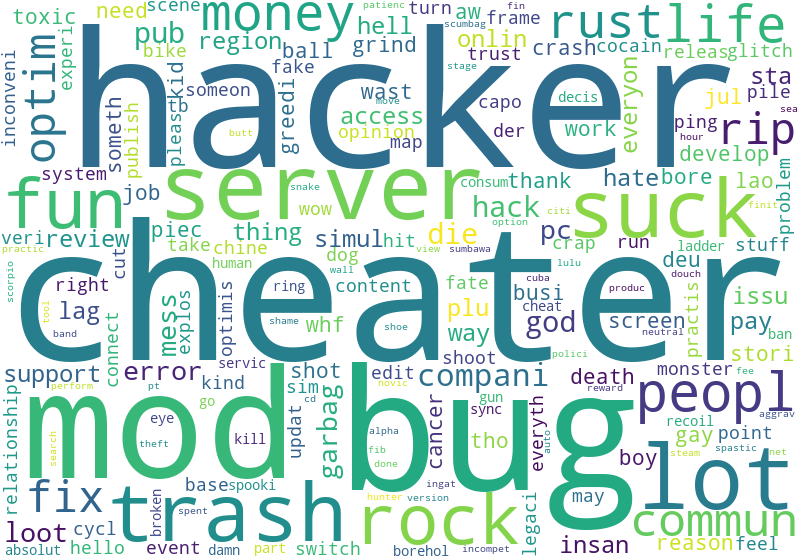 toxic need scene money turn aw onlin rust life
pub hell frame
kid region ball grind crash cocain releas glitch
bike fake trust
inconveni optim experi tb someon wast capo decis everyon sta
hacker
someth publish pleas greedi access map der work jul pile
opinion ping rip
system job server hack consum thank hate bore develop problem
fun wow snake suck lao
veri review piec thing simul hit die pc crap run ladder stuff
take chine human dog
cut right cheater
lag mess explos optimis whf content fate busi screen deu issu
connect ring plu way god pay practis ban
support error servic shame shot edit shoot compani death monster stori
kind sim cancer sync everyth peopl
relationship go updat garbag gun recoil aggrav
mod bug
eye tho boy gay point lot
theft kill alpha fib done may
fix base spooki legaci insan commun
loot cycl trash rock reason feel
absolut hello event damn part switch borehol incompet
scumbag patienc fin stage move butt hour sea
option citi finit sumbawa view wall practic scorpio
tool band cuba lulu douch cheat produc neutral
shoe polici fee reward perform pt cd novic
search broken spent hunter version ingat auto steam spastic net